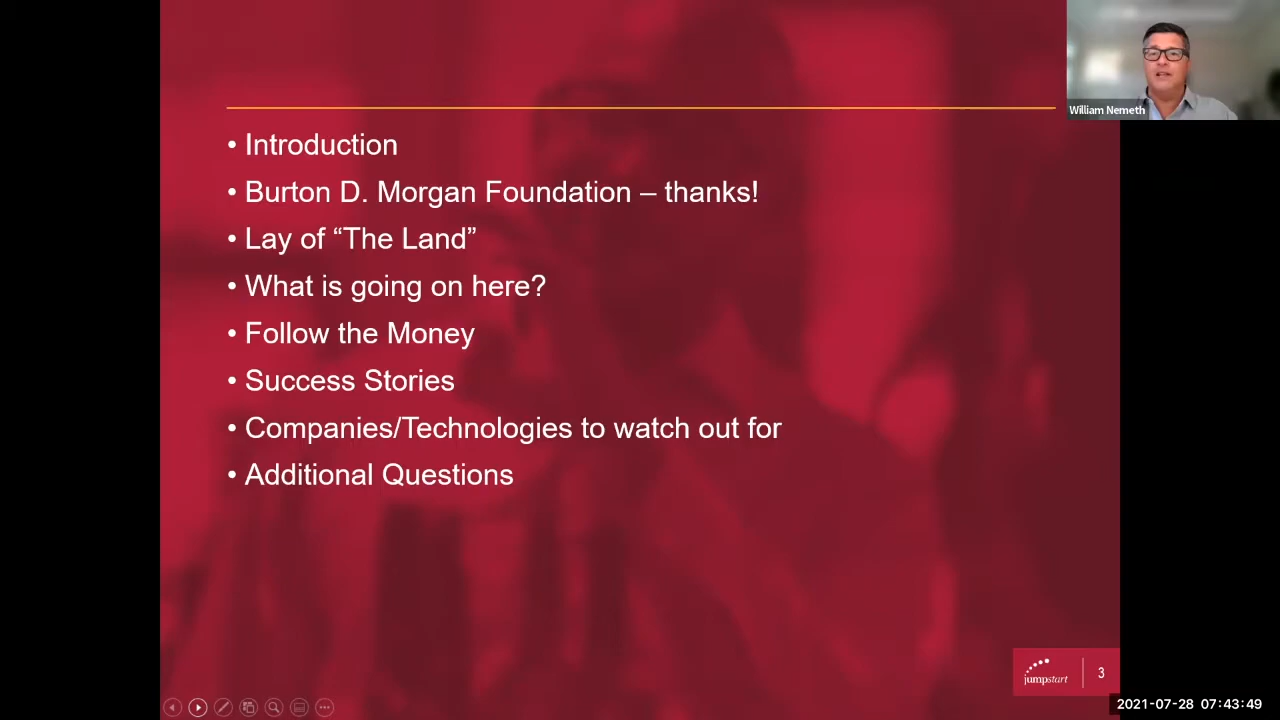 William Nemeth
• Introduction
• Burton D. Morgan Foundation – thanks!
• Lay of “The Land”
• What is going on here?
• Follow the Money
• Success Stories
• Companies/Technologies to watch out for
• Additional Questions
jumpstart
3
2021-07-28 07:43:49